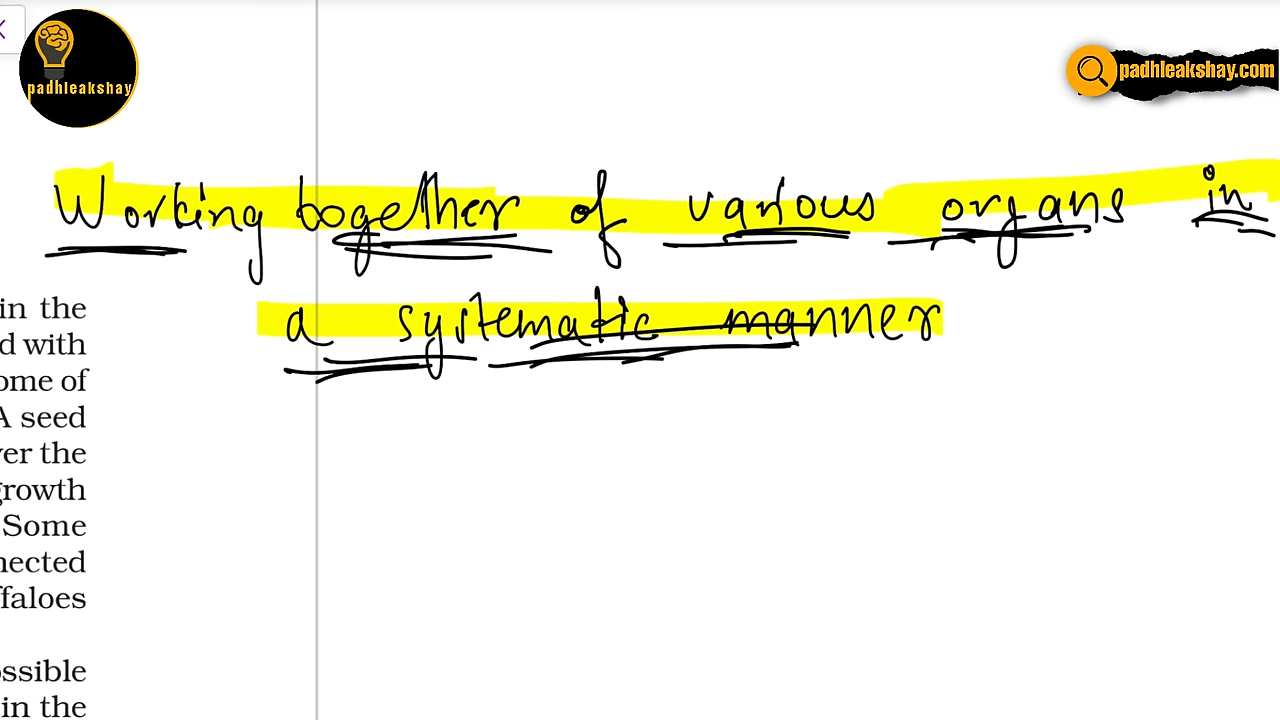 padhleakshay
padhleakshay.com
Working together of various organs in
a systematic manner
in the
d with
ome of
A seed
ver the
growth
Some
nected
ffaloes
ossible
in the